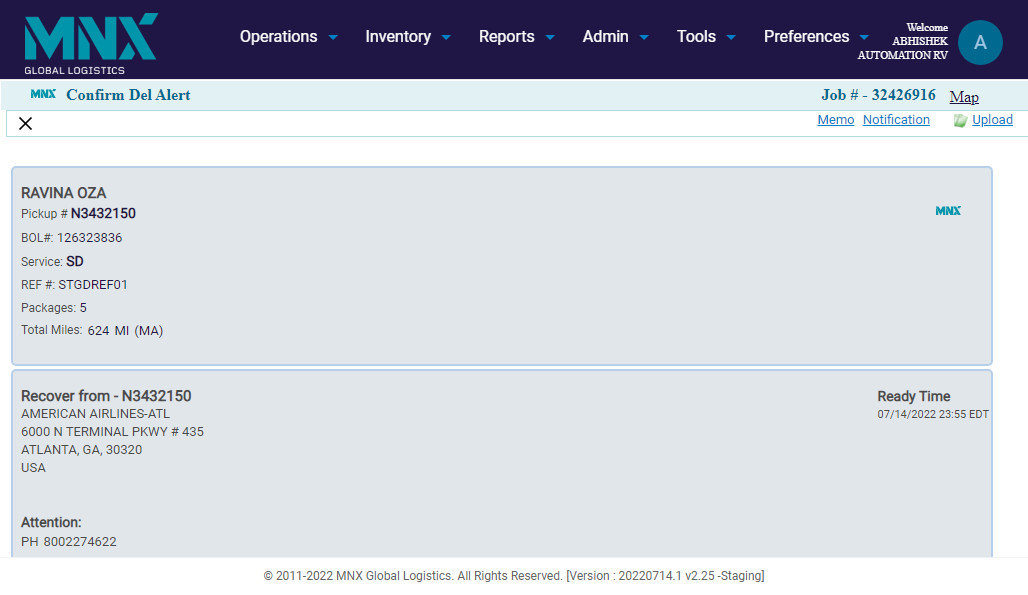 MNX
GLOBAL LOGISTICS
Operations Inventory Reports Admin Tools Preferences
Welcome
ABHISHEK
AUTOMATION RV
A
MNX Confirm Del Alert Job # - 32426916 Map
Memo Notification Upload
RAVINA OZA
Pickup # N3432150
MNX
BOL#: 126323836
Service: SD
REF #: STGDREF01
Packages: 5
Total Miles: 624 MI (MA)
Recover from - N3432150 Ready Time
AMERICAN AIRLINES-ATL 07/14/2022 23:55 EDT
6000 N TERMINAL PKWY # 435
ATLANTA, GA, 30320
USA
Attention:
PH 8002274622
© 2011-2022 MNX Global Logistics. All Rights Reserved. [Version : 20220714.1 v2.25 -Staging]